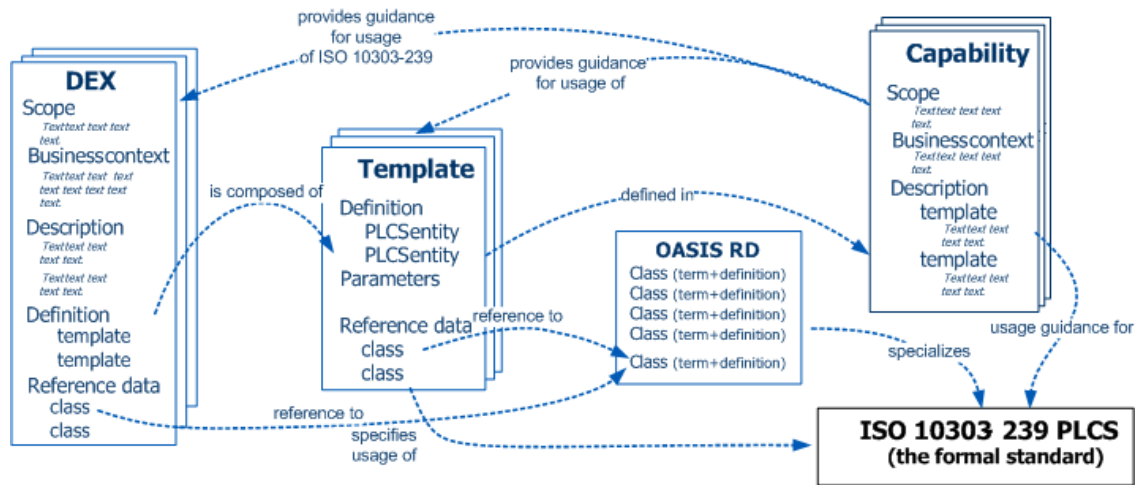 provides guidance
for usage
of ISO 10303-239
provides guidance
for usage of
DEX
Scope
Texttext text text
text.
Businesscontext
Texttext text text
text text text text
text.
Description
Texttext text
text text.
Texttext text
text text.
Definition
template
template
Reference data
class
class
is composed of
Template
Definition
PLCSentity
PLCSentity
Parameters
Reference data
class
class
defined in
reference to
reference to
specifies
usage of
OASIS RD
Class (term+definition)
Class (term+definition)
Class (term+definition)
Class (term+definition)
Class (term+definition)
Capability
Scope
Texttext text text
text.
Businesscontext
Texttext text text
text.
Description
template
Texttext text
text text.
template
Texttext text
text text.
specializes
usage guidance for
ISO 10303 239 PLCS
(the formal standard)